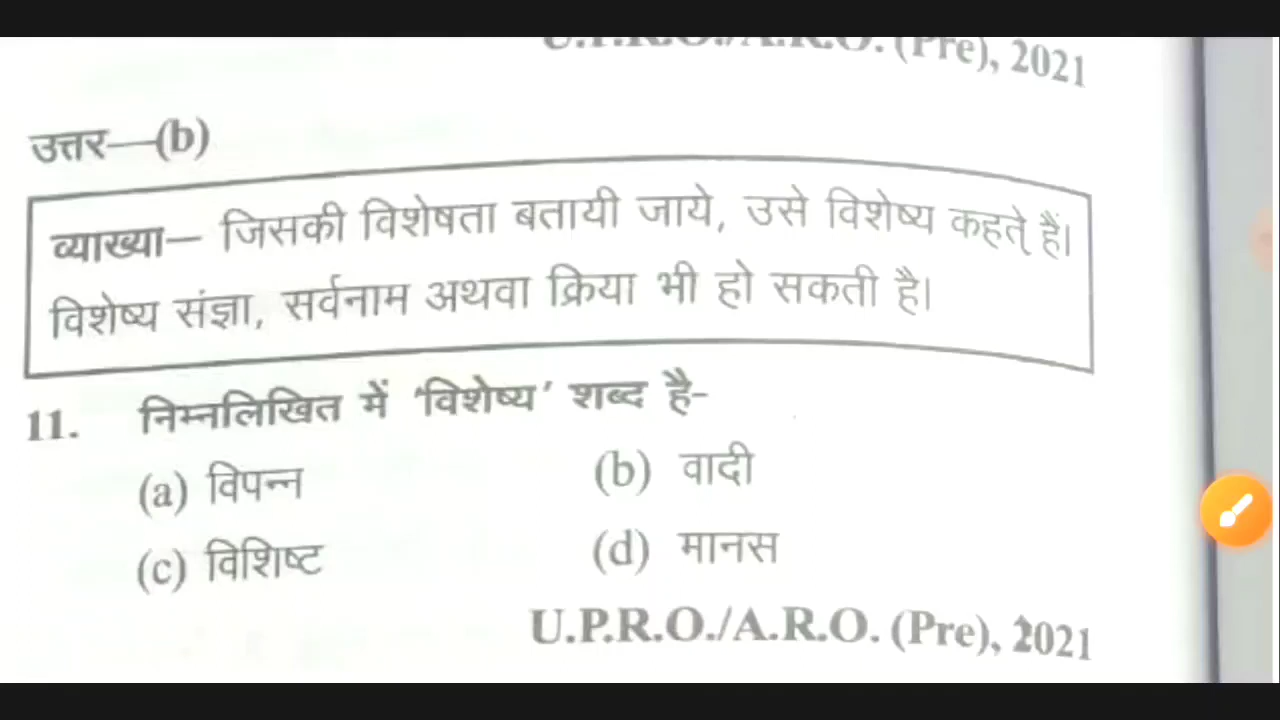 U.P.R.O./A.R.O. (Pre), 2021
उत्तर—(b)
व्याख्या— जिसकी विशेषता बतायी जाये, उसे विशेष्य कहते हैं।
विशेष्य संज्ञा, सर्वनाम अथवा क्रिया भी हो सकती है।
11. निम्नलिखित में 'विशेष्य' शब्द है-
(a) विपन्न (b) वादी
(c) विशिष्ट (d) मानस
U.P.R.O./A.R.O. (Pre), 2021